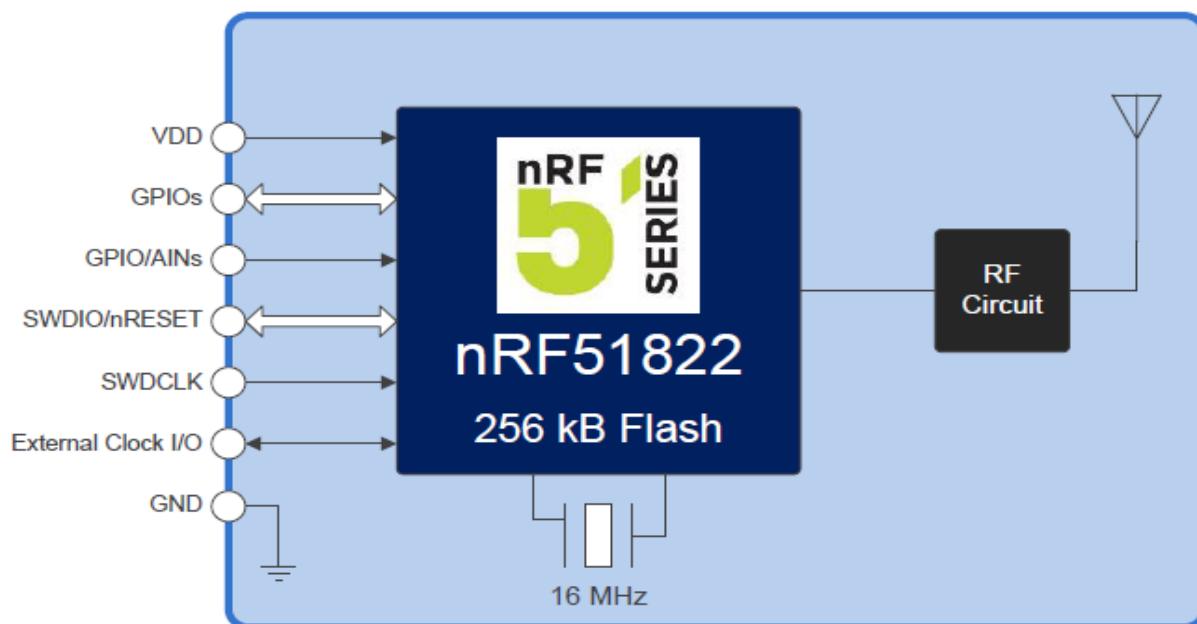 VDD
GPIOs
GPIO/AINs
SWDIO/nRESET
SWDCLK
External Clock I/O
GND
nRF
5
SERIES
nRF51822
256 kB Flash
16 MHz
RF
Circuit